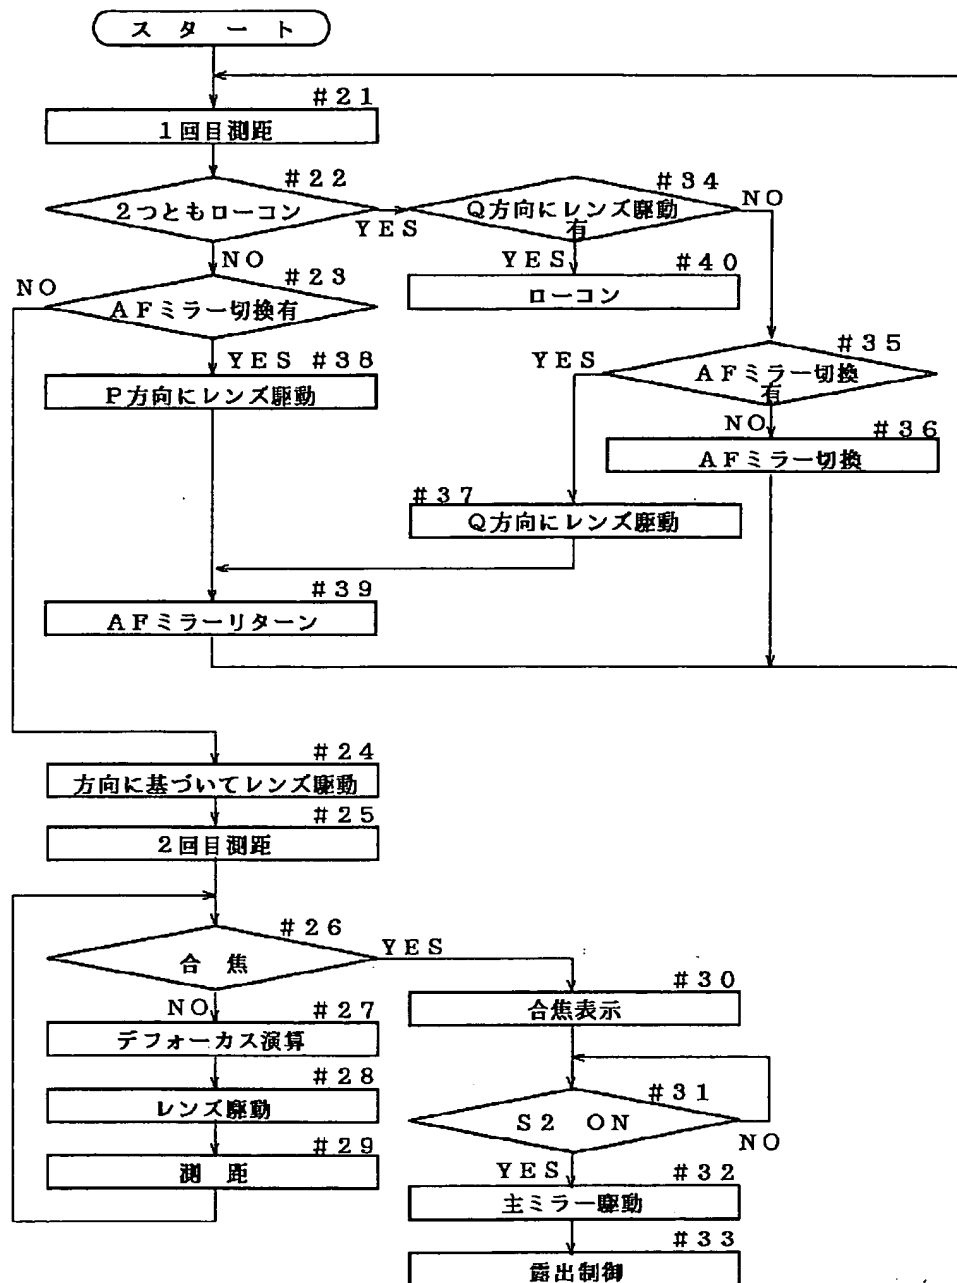 スタート
#21
1回目測距
#22
2つともローコン
YES
NO
#34
Q方向にレンズ駆動
有
NO
YES
#40
ローコン
#23
NO
AFミラー切換有
YES #38
P方向にレンズ駆動
#35
YES
AFミラー切換
有
NO
#36
AFミラー切換
#37
Q方向にレンズ駆動
#39
AFミラーリターン
#24
方向に基づいてレンズ駆動
#25
2回目測距
#26
合焦
YES
NO
#27
デフォーカス演算
#28
レンズ駆動
#29
測距
#30
合焦表示
#31
S2 ON
NO
YES
#32
主ミラー駆動
#33
露出制御